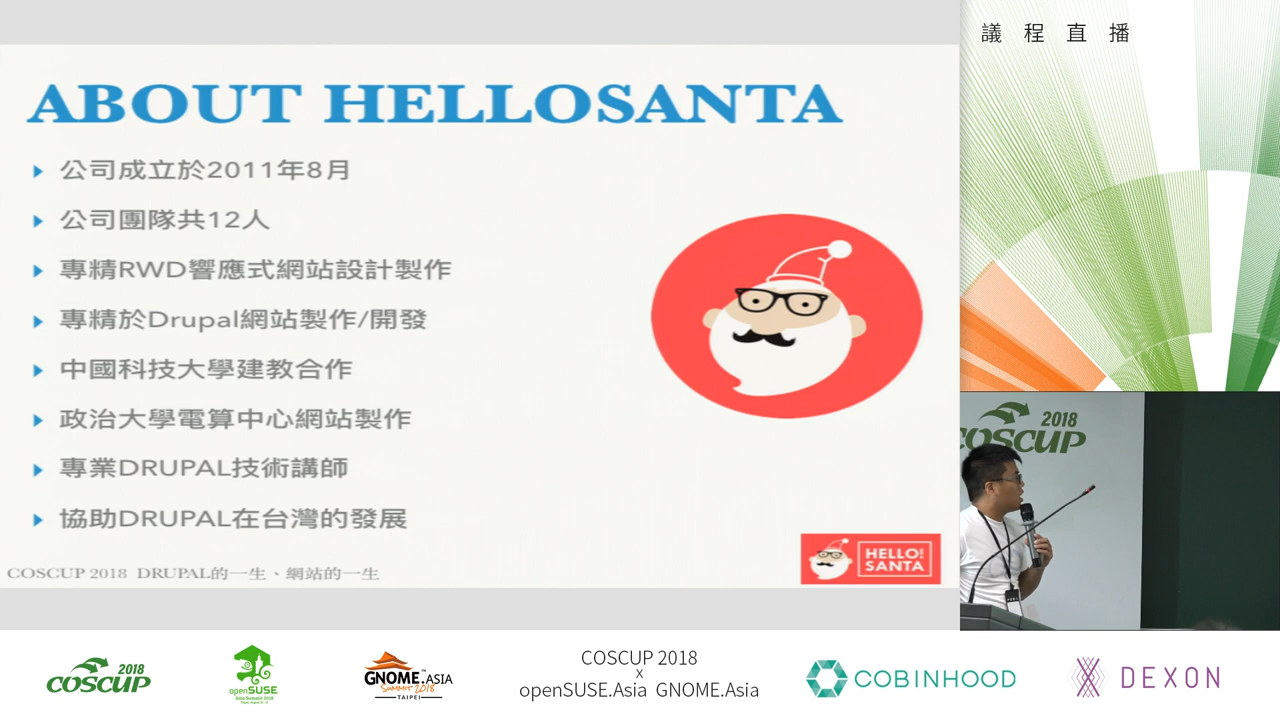 議程直播
ABOUT HELLOSANTA
公司成立於2011年8月
公司團隊共12人
專精RWD響應式網站設計製作
專精於Drupal網站製作/開發
中國科技大學建教合作
政治大學電算中心網站製作
專業DRUPAL技術講師
協助DRUPAL在台灣的發展
HELLO
SANTA
COSCUP 2018 DRUPAL的一生、網站的一生
2018
COSCUP
2018
COSCUP
openSUSE
Asia Summit 2018
GNOME.ASIA
SUMMIT 2018
TAIPEI
COSCUP 2018
x
openSUSE.Asia GNOME.Asia
COBINHOOD
DEXON